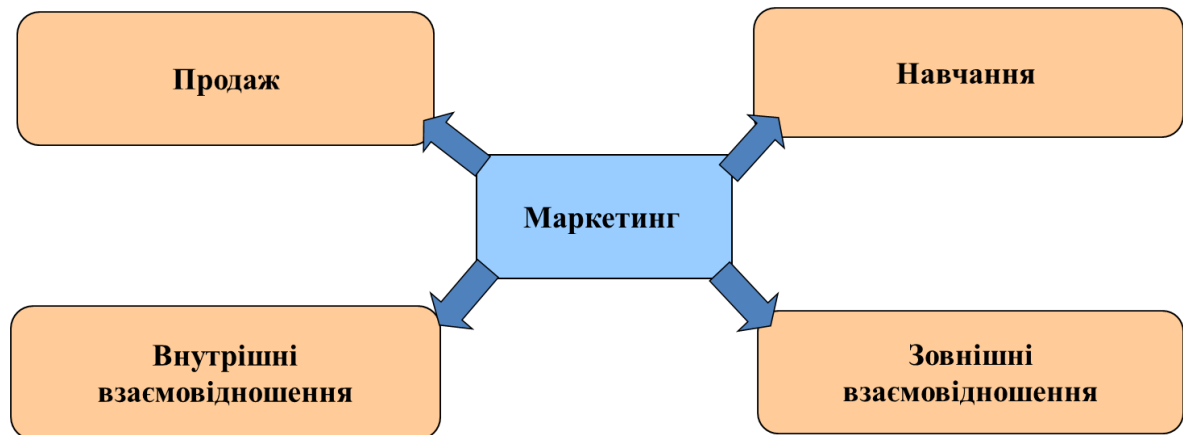 Продаж
Навчання
Маркетинг
Внутрішні
взаємовідношення
Зовнішні
взаємовідношення